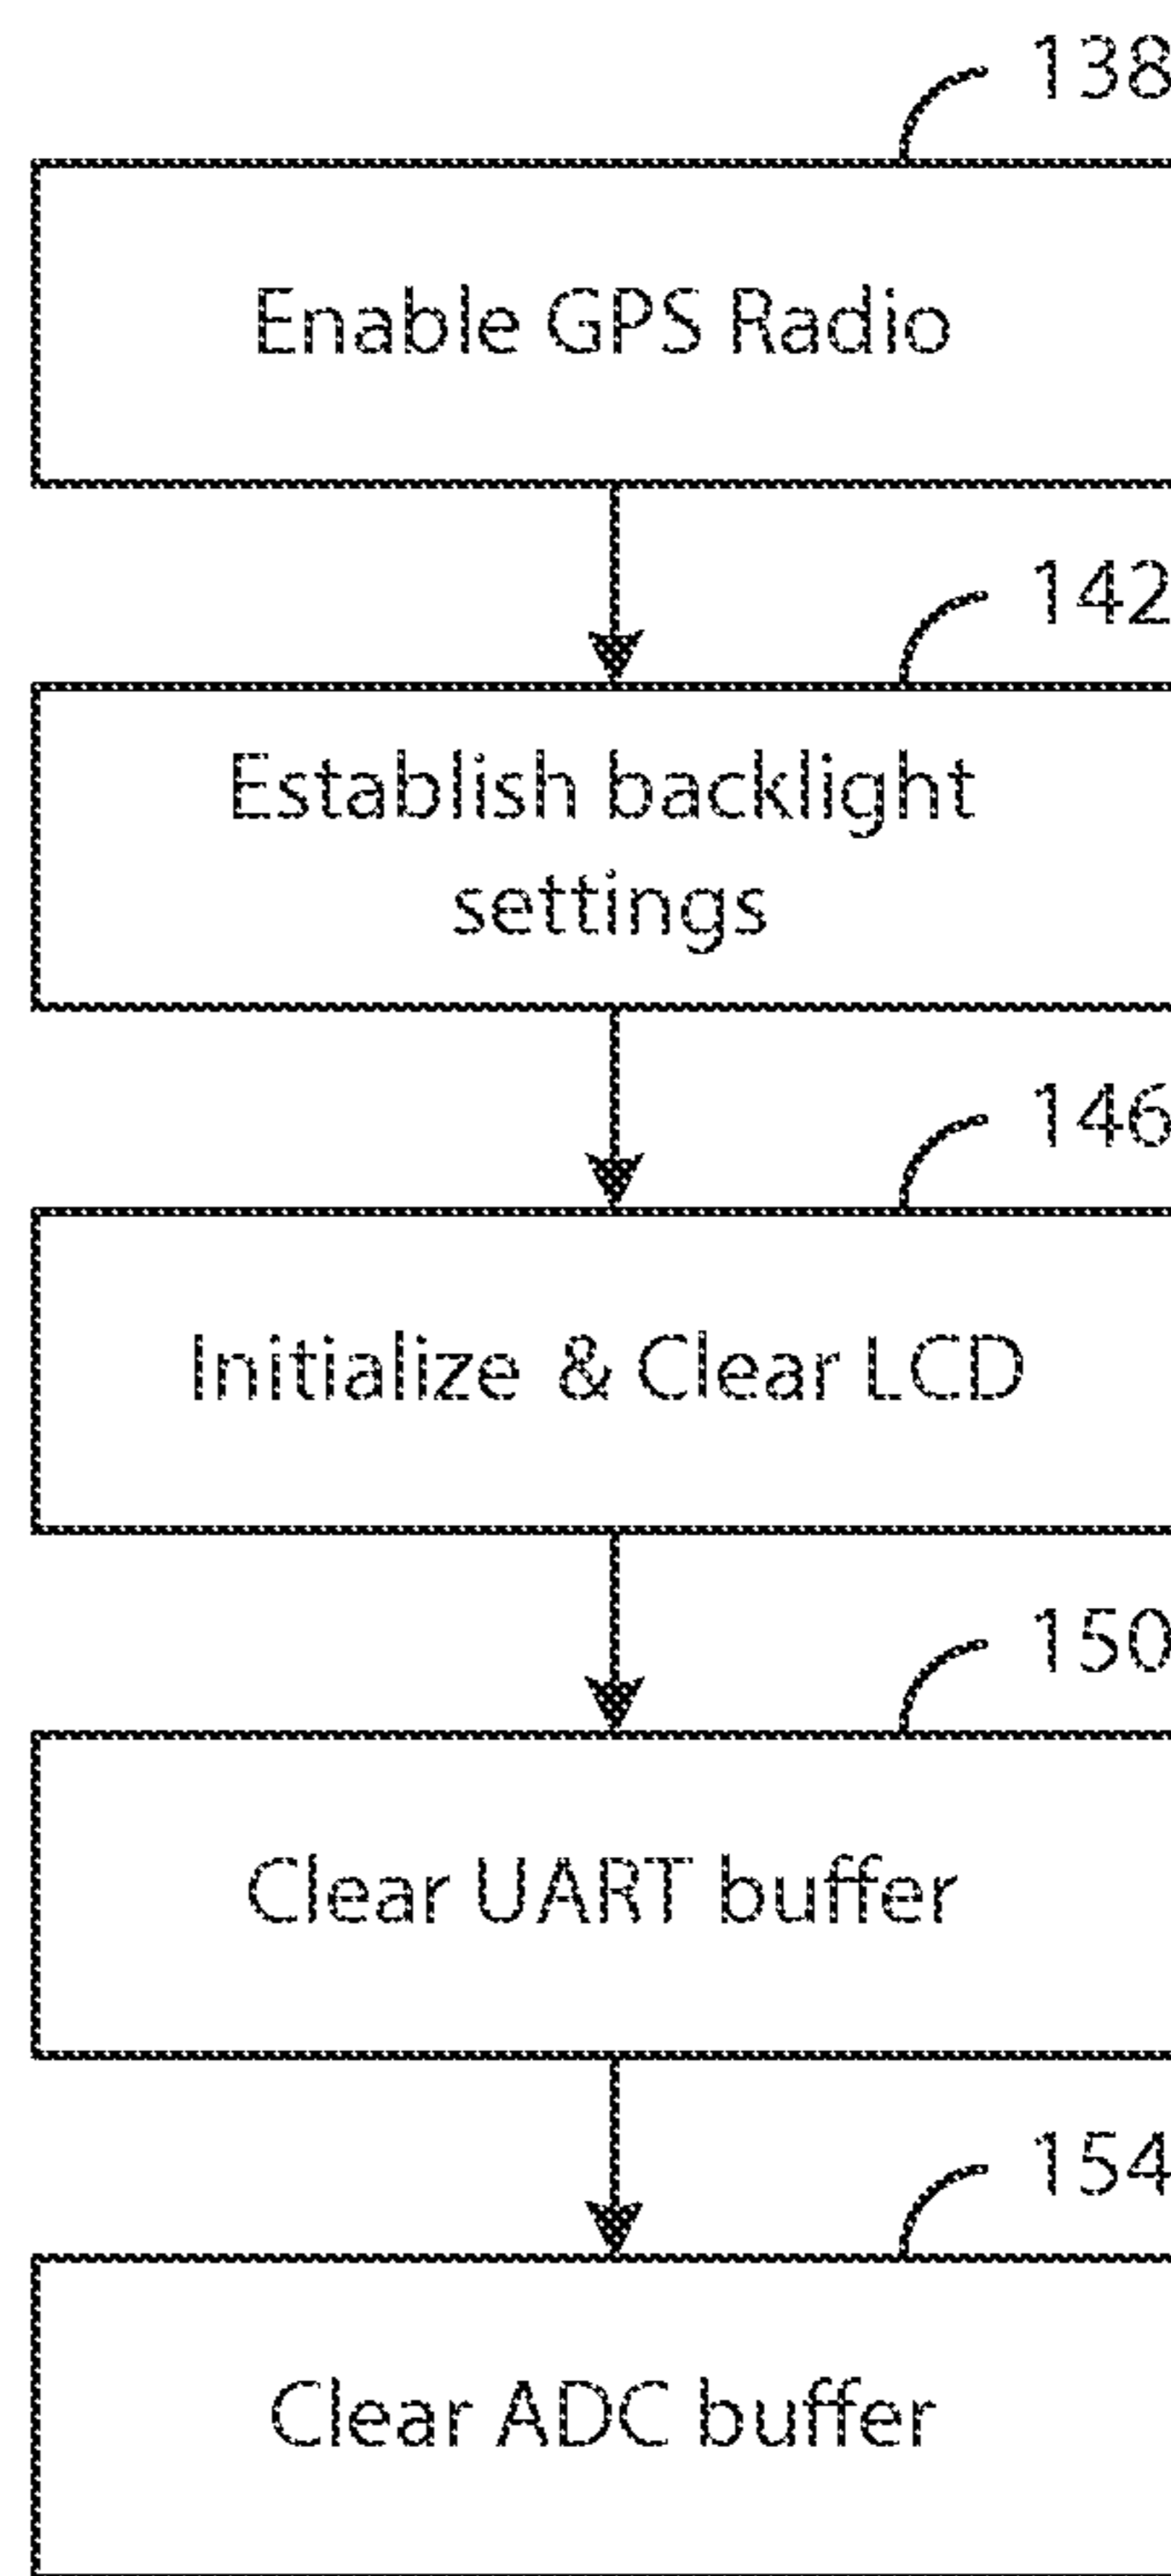 138
Enable GPS Radio
142
Establish backlight
settings
146
Initialize & Clear LCD
150
Clear UART buffer
154
Clear ADC buffer